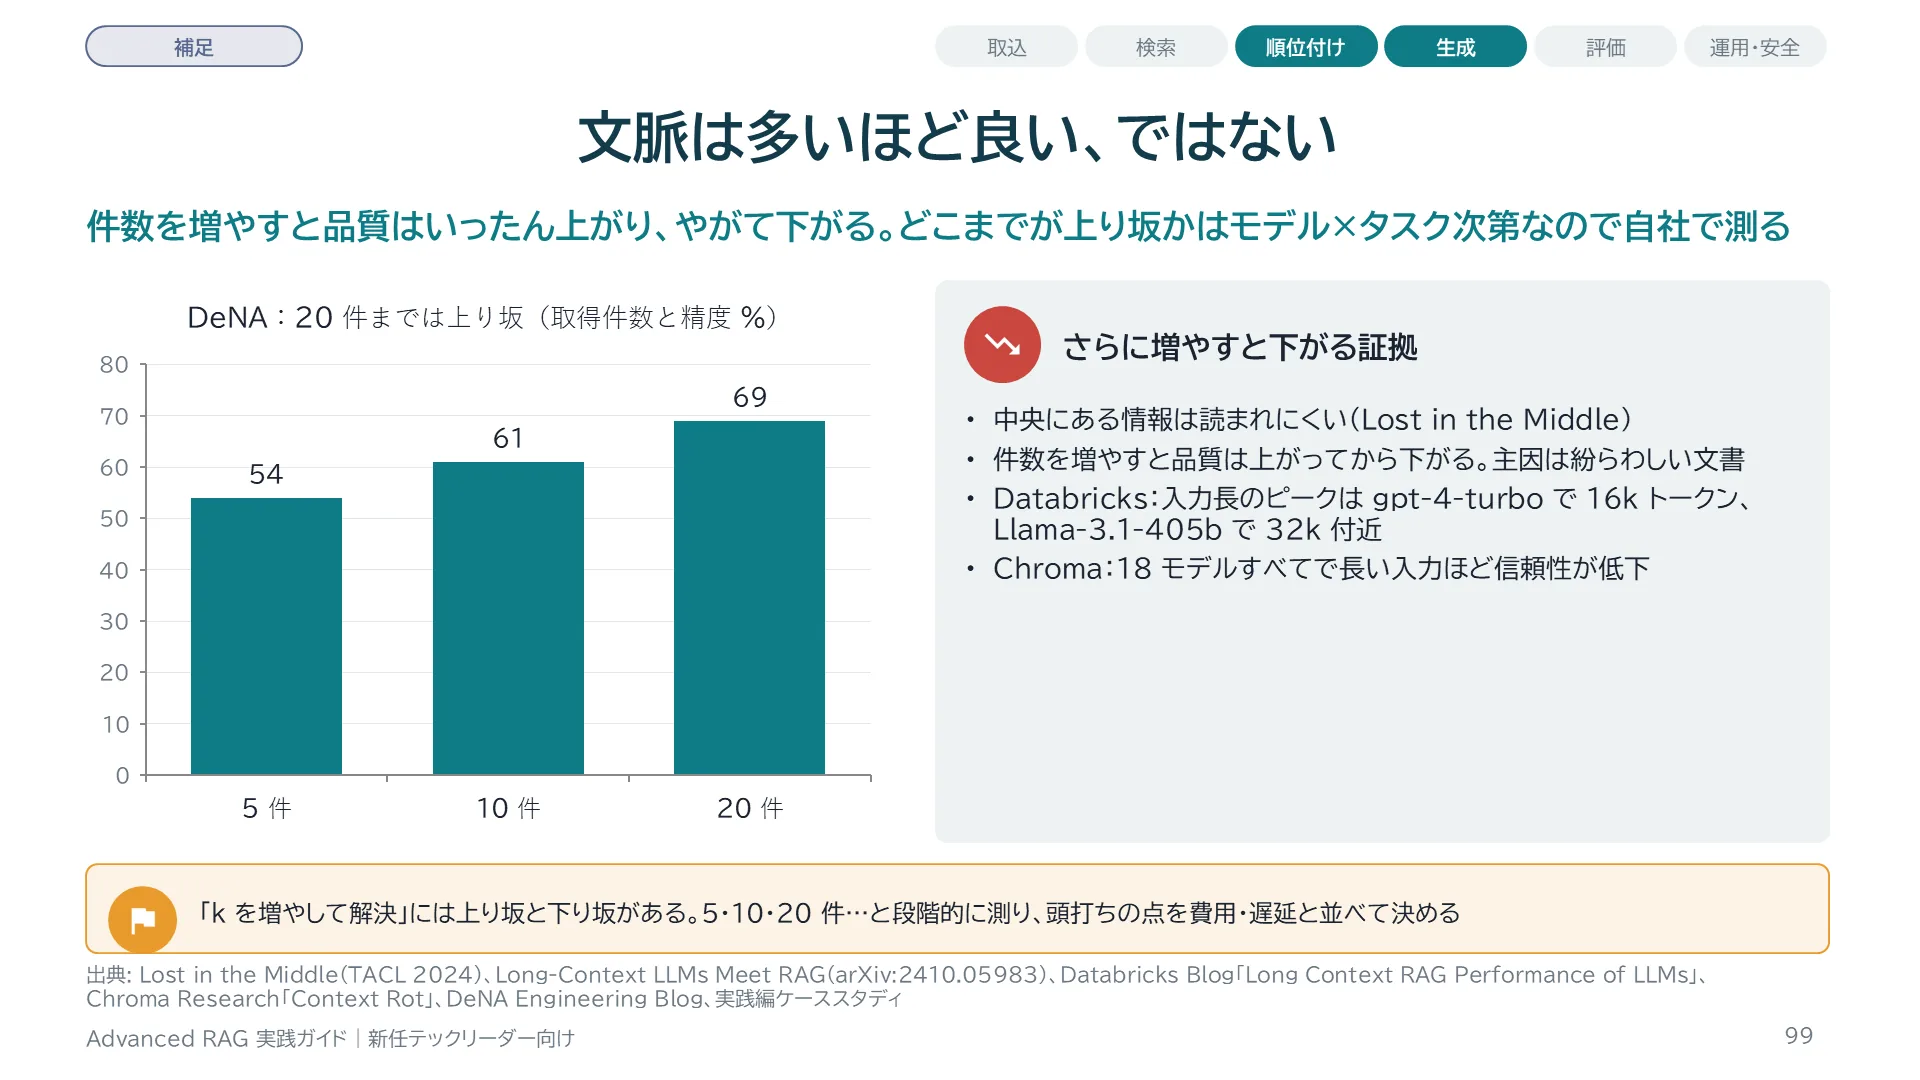 補足
取込
検索
順位付け
生成
評価
運用・安全
文脈は多いほど良い、ではない
件数を増やすと品質はいったん上がり、やがて下がる。どこまでが上り坂かはモデル×タスク次第なので自社で測る
DeNA：20 件までは上り坂（取得件数と精度 %）
80
70
60
50
40
30
20
10
0
54
61
69
5 件
10 件
20 件
さらに増やすと下がる証拠
• 中央にある情報は読まれにくい（Lost in the Middle）
• 件数を増やすと品質は上がってから下がる。主因は紛らわしい文書
• Databricks：入力長のピークは gpt-4-turbo で 16k トークン、
Llama-3.1-405b で 32k 付近
• Chroma：18 モデルすべてで長い入力ほど信頼性が低下
「k を増やして解決」には上り坂と下り坂がある。5・10・20 件…と段階的に測り、頭打ちの点を費用・遅延と並べて決める
出典: Lost in the Middle（TACL 2024）、Long-Context LLMs Meet RAG（arXiv:2410.05983）、Databricks Blog「Long Context RAG Performance of LLMs」、
Chroma Research「Context Rot」、DeNA Engineering Blog、実践編ケーススタディ
Advanced RAG 実践ガイド｜新任テックリーダー向け
99